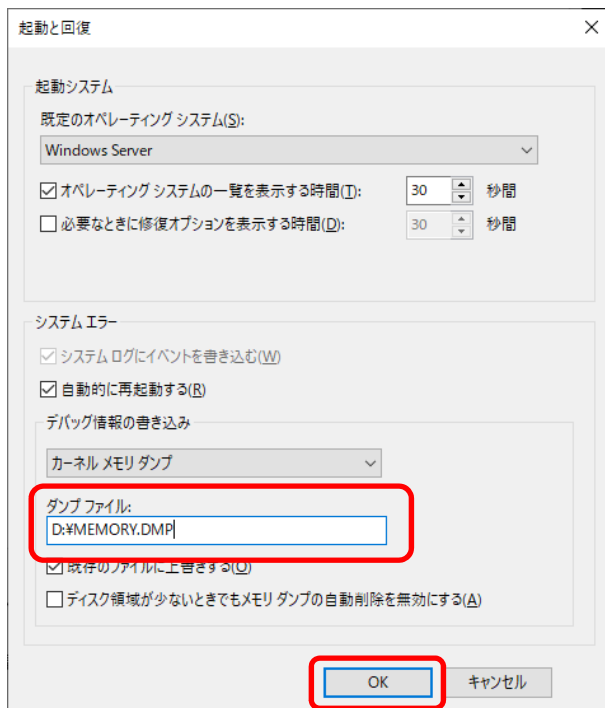 起動と回復
起動システム
既定のオペレーティング システム(S):
Windows Server
オペレーティング システムの一覧を表示する時間(T): 30 秒間
必要なときに修復オプションを表示する時間(D): 30 秒間
システム エラー
システム ログにイベントを書き込む(W)
自動的に再起動する(R)
デバッグ情報の書き込み
カーネル メモリ ダンプ
ダンプ ファイル:
D:¥MEMORY.DMP
既存のファイルに上書きする(O)
ディスク領域が少ないときでもメモリ ダンプの自動削除を無効にする(A)
OK キャンセル